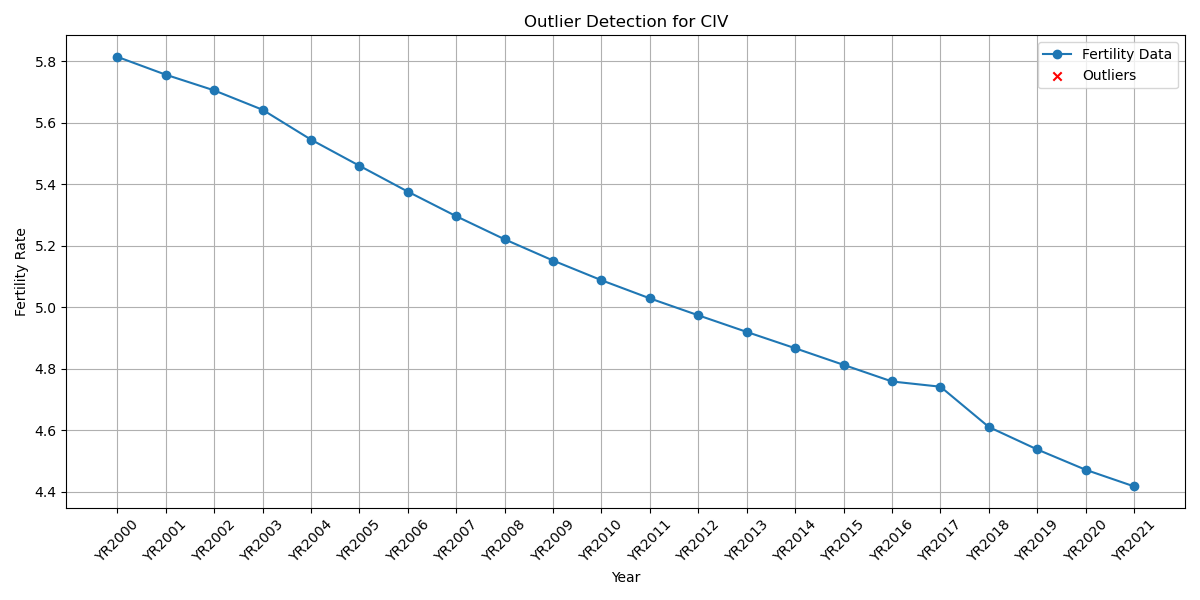 Outlier Detection for CIV
Fertility Data
Outliers
Fertility Rate
5.8
5.6
5.4
5.2
5.0
4.8
4.6
4.4
YR2000
YR2001
YR2002
YR2003
YR2004
YR2005
YR2006
YR2007
YR2008
YR2009
YR2010
YR2011
YR2012
YR2013
YR2014
YR2015
YR2016
YR2017
YR2018
YR2019
YR2020
YR2021
Year